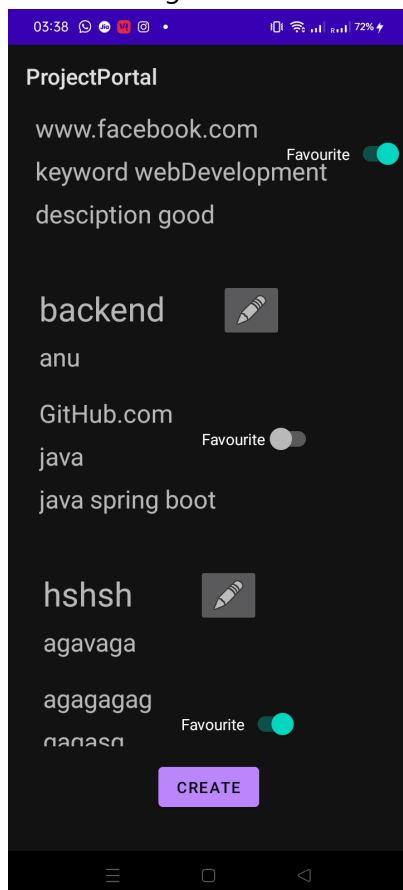 03:38 72%
ProjectPortal
www.facebook.com
Favourite
keyword webDevelopment
desciption good
backend
anu
GitHub.com
Favourite
java
java spring boot
hshsh
agavaga
agagagag
Favourite
gagasg
CREATE